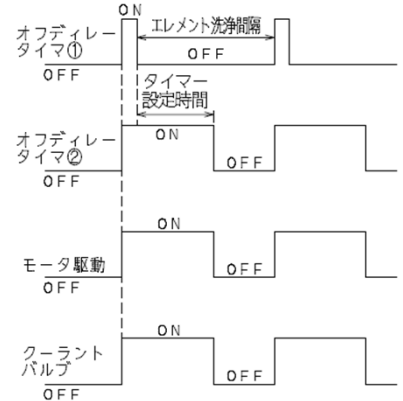 ON
オフディレー
タイマ①
エレメント洗浄間隔
OFF
OFF
タイマー
設定時間
オフディレー
タイマ②
ON
OFF
OFF
ON
モータ駆動
OFF
OFF
ON
クーラント
バルブ
OFF
OFF